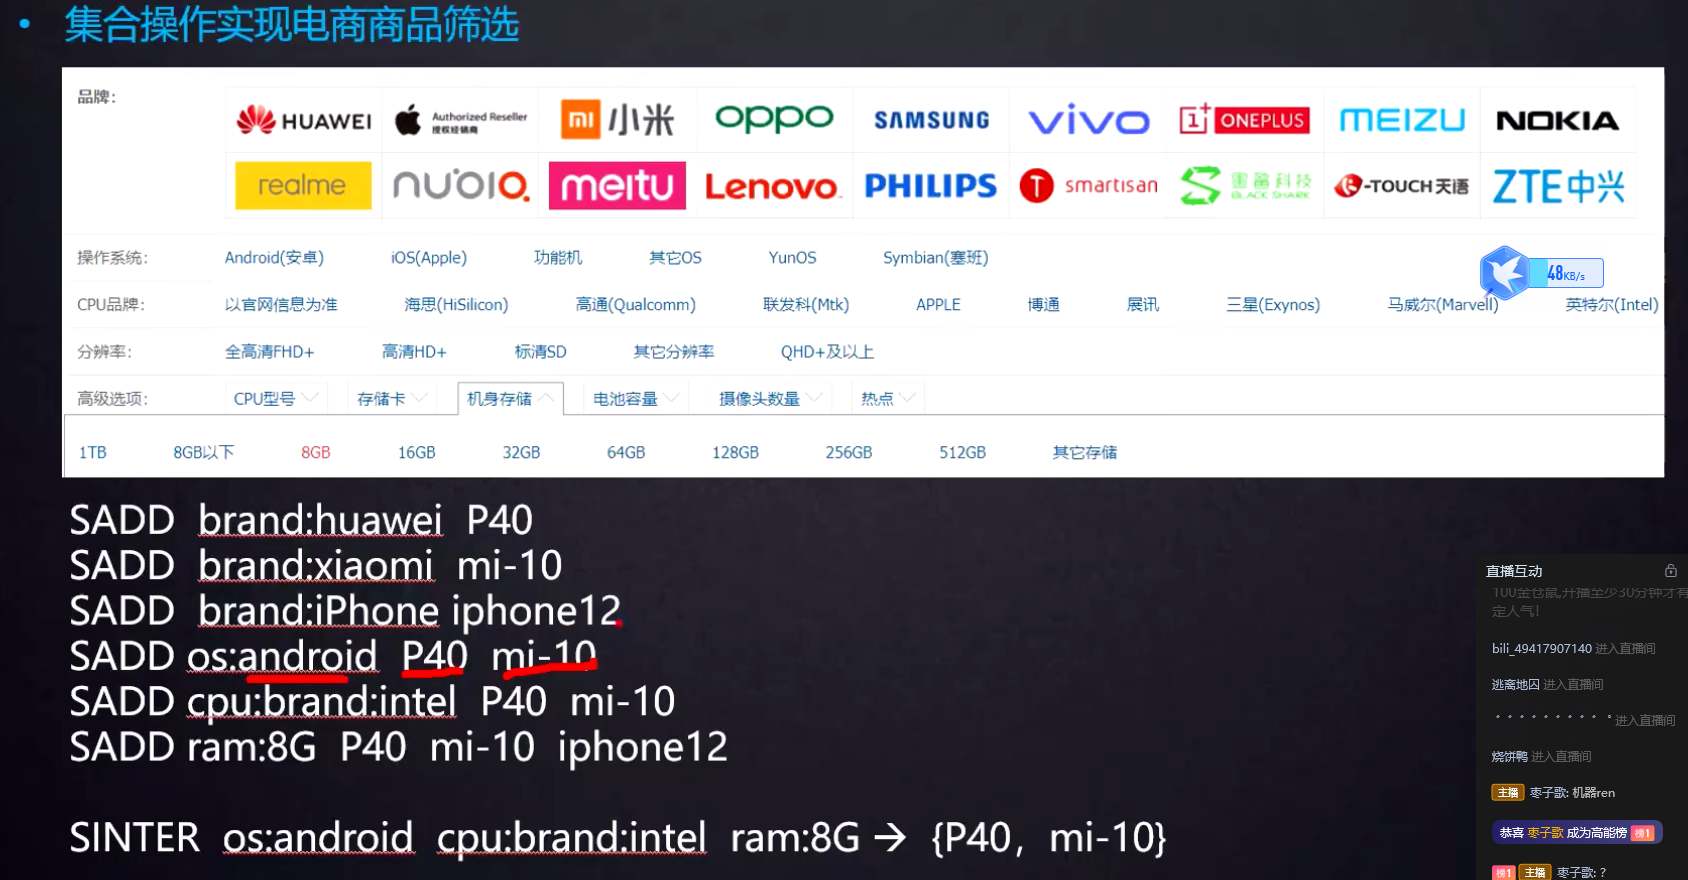 • 集合操作实现电商商品筛选
品牌:
HUAWEI Authorized Reseller 授权经销商 mi 小米 oppo SAMSUNG vivo 1+ ONEPLUS MEIZU NOKIA
realme nubia meitu Lenovo PHILIPS T smartisan 黑鲨科技 BLACK SHARK K-TOUCH天语 ZTE中兴
操作系统: Android(安卓) iOS(Apple) 功能机 其它OS YunOS Symbian(塞班)
48KB/s
CPU品牌: 以官网信息为准 海思(HiSilicon) 高通(Qualcomm) 联发科(Mtk) APPLE 博通 展讯 三星(Exynos) 马威尔(Marvell) 英特尔(Intel)
分辨率: 全高清FHD+ 高清HD+ 标清SD 其它分辨率 QHD+及以上
高级选项: CPU型号 存储卡 机身存储 电池容量 摄像头数量 热点
1TB 8GB以下 8GB 16GB 32GB 64GB 128GB 256GB 512GB 其它存储
SADD brand:huawei P40
SADD brand:xiaomi mi-10
SADD brand:iPhone iphone12
SADD os:android P40 mi-10
SADD cpu:brand:intel P40 mi-10
SADD ram:8G P40 mi-10 iphone12
SINTER os:android cpu:brand:intel ram:8G → {P40, mi-10}
直播互动
100金仓鼠,开播至少30分钟才有
定人气!
bili_49417907140 进入直播间
逃离地囚 进入直播间
进入直播间
烧饼鸭 进入直播间
主播 枣子歌: 机器ren
恭喜 枣子歌 成为高能榜 榜1
榜1 主播 枣子歌: ?